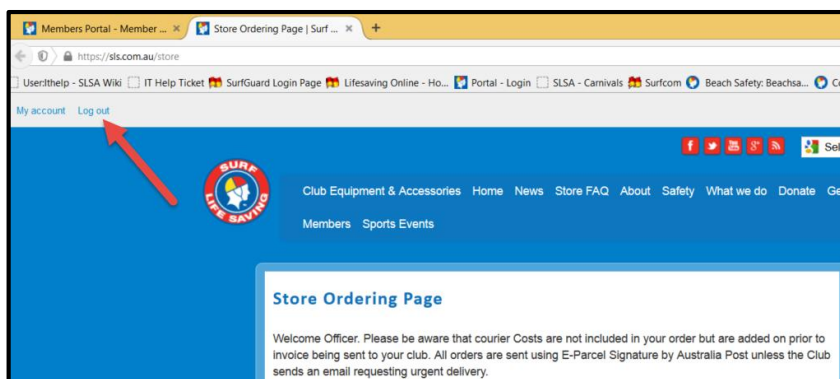 Members Portal - Member ... × Store Ordering Page | Surf ... × +
https://sls.com.au/store
User:Ithelp - SLSA Wiki IT Help Ticket SurfGuard Login Page Lifesaving Online - Ho... Portal - Login SLSA - Carnivals Surfcom Beach Safety: Beachsa...
My account Log out
Sel
SURF
LIFE SAVING
Club Equipment & Accessories Home News Store FAQ About Safety What we do Donate Ge
Members Sports Events
Store Ordering Page
Welcome Officer. Please be aware that courier Costs are not included in your order but are added on prior to
invoice being sent to your club. All orders are sent using E-Parcel Signature by Australia Post unless the Club
sends an email requesting urgent delivery.